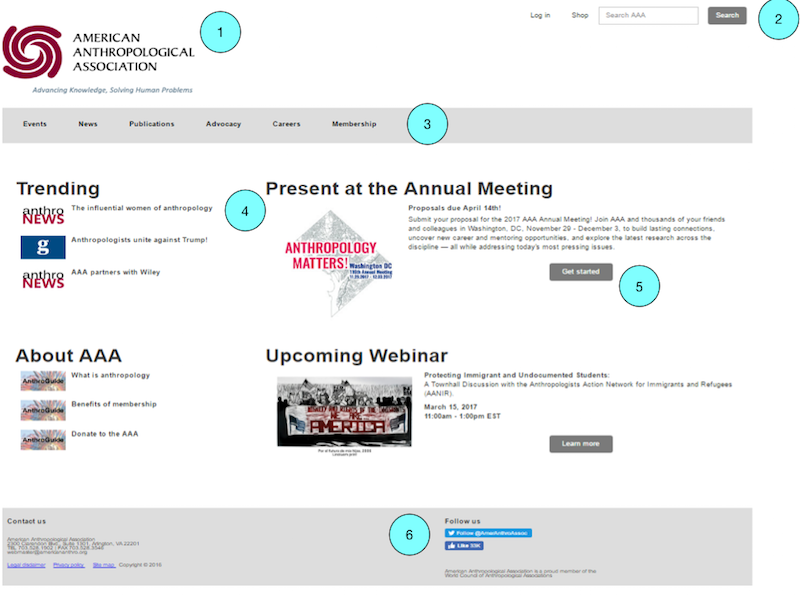 AMERICAN
ANTHROPOLOGICAL
ASSOCIATION
Advancing Knowledge, Solving Human Problems
1
Log in
Shop
Search AAA
Search
2
Events
News
Publications
Advocacy
Careers
Membership
3
Trending
anthro
NEWS
The influential women of anthropology
4
g
Anthropologists unite against Trump!
anthro
NEWS
AAA partners with Wiley
Present at the Annual Meeting
ANTHROPOLOGY
MATTERS!
Washington DC
Annual Meeting
Proposals due April 14th!
Submit your proposal for the 2017 AAA Annual Meeting! Join AAA and thousands of your friends
and colleagues in Washington, DC, November 29 - December 3, to build lasting connections,
uncover new career and mentoring opportunities, and explore the latest research across the
discipline — all while addressing today's most pressing issues.
Get started
5
About AAA
AnthroGuide
What is anthropology
AnthroGuide
Benefits of membership
AnthroGuide
Donate to the AAA
Upcoming Webinar
WE ARE
AMERICA
Protecting Immigrant and Undocumented Students:
A Townhall Discussion with the Anthropologists Action Network for Immigrants and Refugees
(AANIR).
March 15, 2017
11:00am - 1:00pm EST
Learn more
Contact us
American Anthropological Association
2300 Clarendon Blvd., Suite 1301, Arlington, VA 22201
TEL 703.528.1902 | FAX 703.528.3546
webmaster@americananthro.org
Legal disclaimer Privacy policy Site map Copyright © 2016
6
Follow us
Follow @AmerAnthroAssoc
Like 33K
American Anthropological Association is a proud member of the
World Council of Anthropological Associations